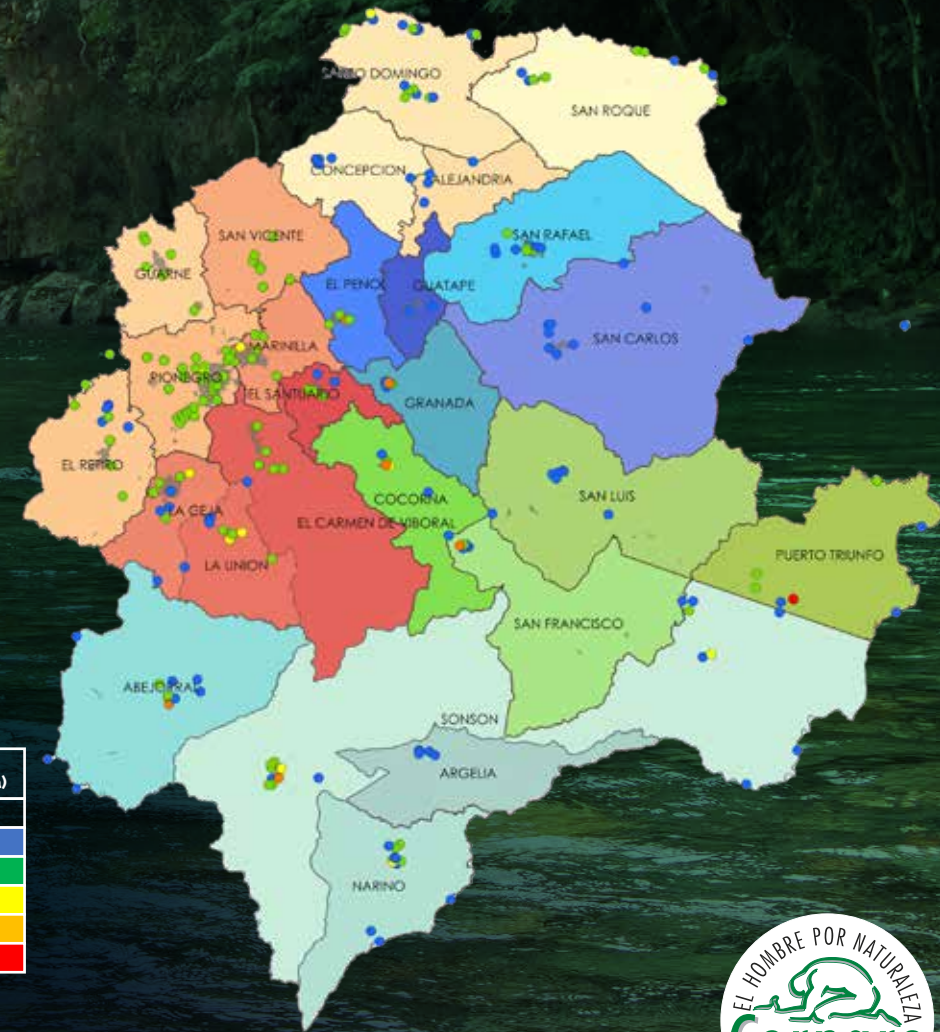 SANTO DOMINGO
SAN ROQUE
CONCEPCION
ALEJANDRIA
SAN VICENTE
SAN RAFAEL
GUARNE
EL PENOL
GUATAPE
SAN CARLOS
MARINILLA
RIONEGRO
EL SANTUARIO
GRANADA
EL RETIRO
COCORNA
SAN LUIS
LA CEJA
EL CARMEN DE VIBORAL
PUERTO TRIUNFO
LA UNION
SAN FRANCISCO
ABEJORRAL
SONSON
ARGELIA
NARINO
EL HOMBRE POR NATURALEZA